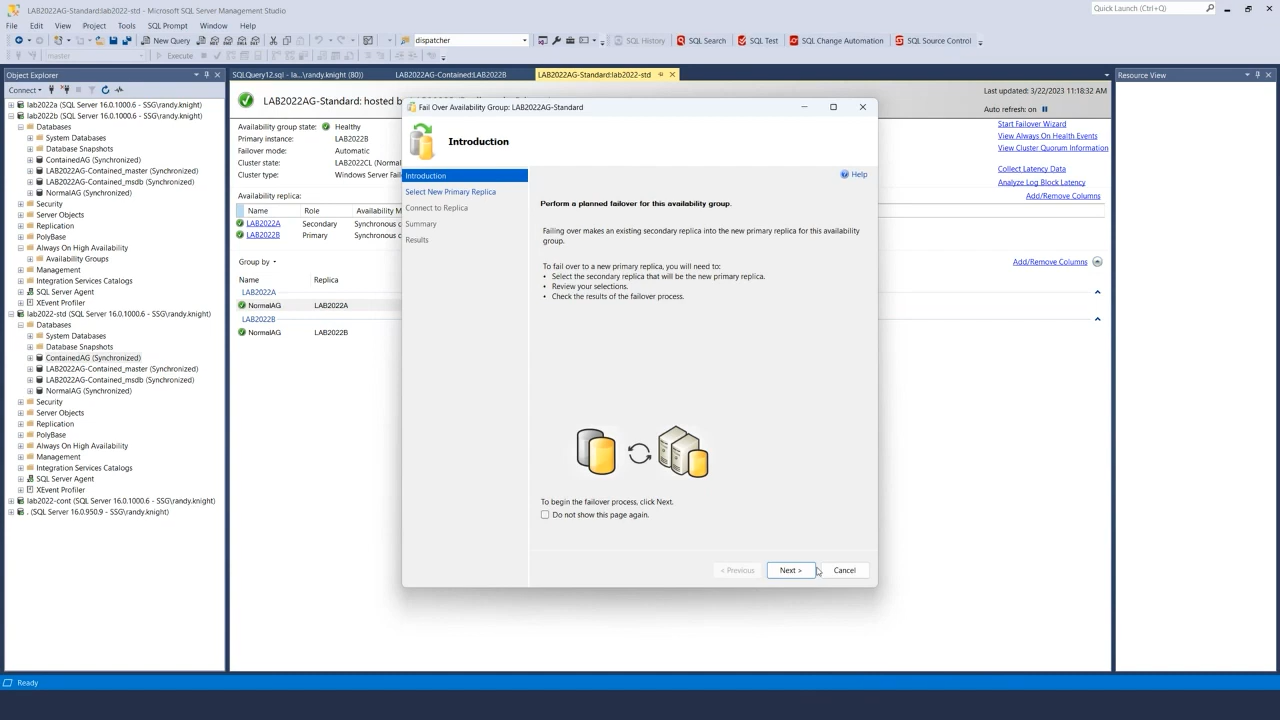 LAB2022AG-Standard:lab2022-std - Microsoft SQL Server Management Studio
Quick Launch (Ctrl+Q)
File Edit View Project Tools SQL Prompt Window Help
New Query
dispatcher
SQL History
SQL Search
SQL Test
SQL Change Automation
SQL Source Control
master
Execute
Object Explorer
SQLQuery12.sql - la...\randy.knight (80))
LAB2022AG-Contained:LAB2022B
LAB2022AG-Standard:lab2022-std
Resource View
Connect
lab2022a (SQL Server 16.0.1000.6 - SSG\randy.knight)
lab2022b (SQL Server 16.0.1000.6 - SSG\randy.knight)
Databases
System Databases
Database Snapshots
ContainedAG (Synchronized)
LAB2022AG-Contained_master (Synchronized)
LAB2022AG-Contained_msdb (Synchronized)
NormalAG (Synchronized)
Security
Server Objects
Replication
PolyBase
Always On High Availability
Availability Groups
Management
Integration Services Catalogs
SQL Server Agent
XEvent Profiler
lab2022-std (SQL Server 16.0.1000.6 - SSG\randy.knight)
Databases
System Databases
Database Snapshots
ContainedAG (Synchronized)
LAB2022AG-Contained_master (Synchronized)
LAB2022AG-Contained_msdb (Synchronized)
NormalAG (Synchronized)
Security
Server Objects
Replication
PolyBase
Always On High Availability
Management
Integration Services Catalogs
SQL Server Agent
XEvent Profiler
lab2022-cont (SQL Server 16.0.1000.6 - SSG\randy.knight)
. (SQL Server 16.0.950.9 - SSG\randy.knight)
LAB2022AG-Standard: hosted b
Last updated: 3/22/2023 11:18:32 AM
Auto refresh: on
Availability group state: Healthy
Primary instance: LAB2022B
Failover mode: Automatic
Cluster state: LAB2022CL (Normal
Cluster type: Windows Server Fail
Start Failover Wizard
View Always On Health Events
View Cluster Quorum Information
Collect Latency Data
Analyze Log Block Latency
Add/Remove Columns
Availability replica:
Name Role Availability M
LAB2022A Secondary Synchronous c
LAB2022B Primary Synchronous c
Group by
Add/Remove Columns
Name Replica
LAB2022A
NormalAG LAB2022A
LAB2022B
NormalAG LAB2022B
Fail Over Availability Group: LAB2022AG-Standard
Introduction
Introduction
Select New Primary Replica
Connect to Replica
Summary
Results
Help
Perform a planned failover for this availability group.
Failing over makes an existing secondary replica into the new primary replica for this availability
group.
To fail over to a new primary replica, you will need to:
• Select the secondary replica that will be the new primary replica.
• Review your selections.
• Check the results of the failover process.
To begin the failover process, click Next.
Do not show this page again.
< Previous Next > Cancel
Ready